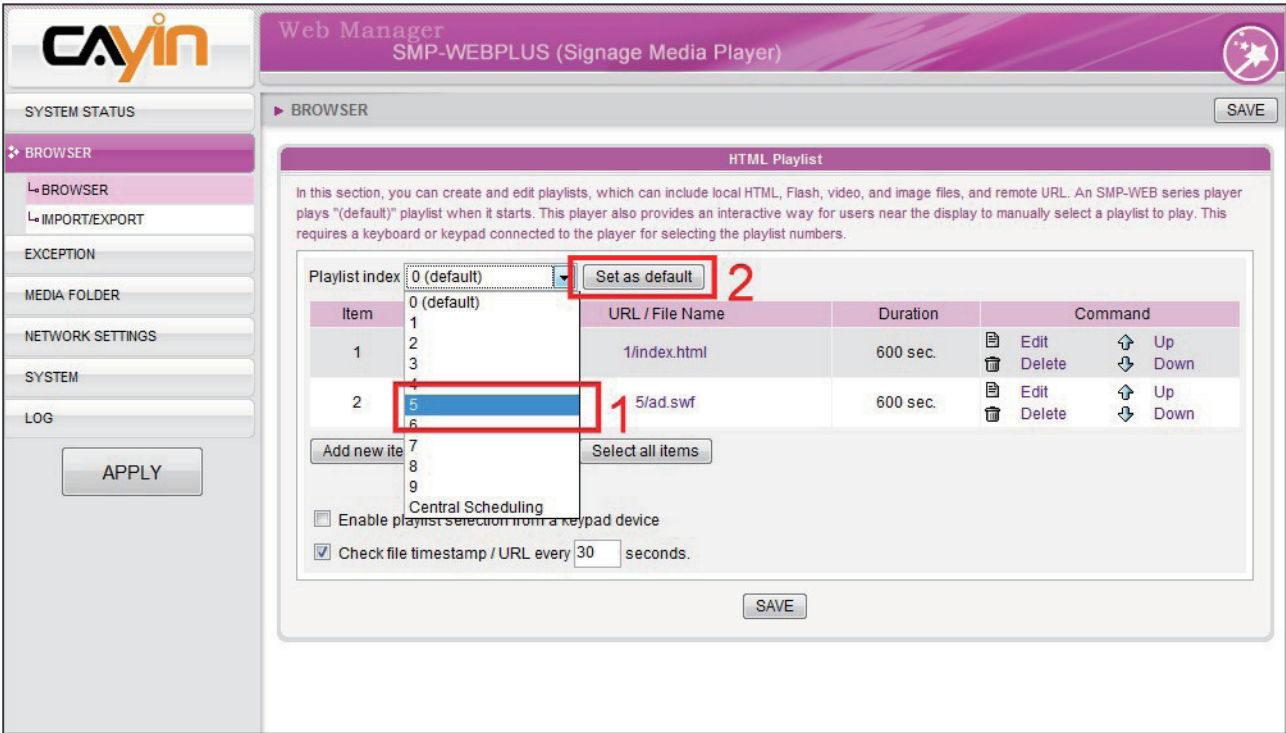 CAYIN
Web Manager
SMP-WEBPLUS (Signage Media Player)
SYSTEM STATUS
BROWSER
BROWSER
IMPORT/EXPORT
EXCEPTION
MEDIA FOLDER
NETWORK SETTINGS
SYSTEM
LOG
APPLY
BROWSER
SAVE
HTML Playlist
In this section, you can create and edit playlists, which can include local HTML, Flash, video, and image files, and remote URL. An SMP-WEB series player
plays "(default)" playlist when it starts. This player also provides an interactive way for users near the display to manually select a playlist to play. This
requires a keyboard or keypad connected to the player for selecting the playlist numbers.
Playlist index 0 (default) Set as default 2
0 (default)
1
2
3
4
5 1
6
7
8
9
Central Scheduling
Item URL / File Name Duration Command
1 1/index.html 600 sec. Edit Up
Delete Down
2 5/ad.swf 600 sec. Edit Up
Delete Down
Add new ite Select all items
Enable playlist selection from a keypad device
Check file timestamp / URL every 30 seconds.
SAVE